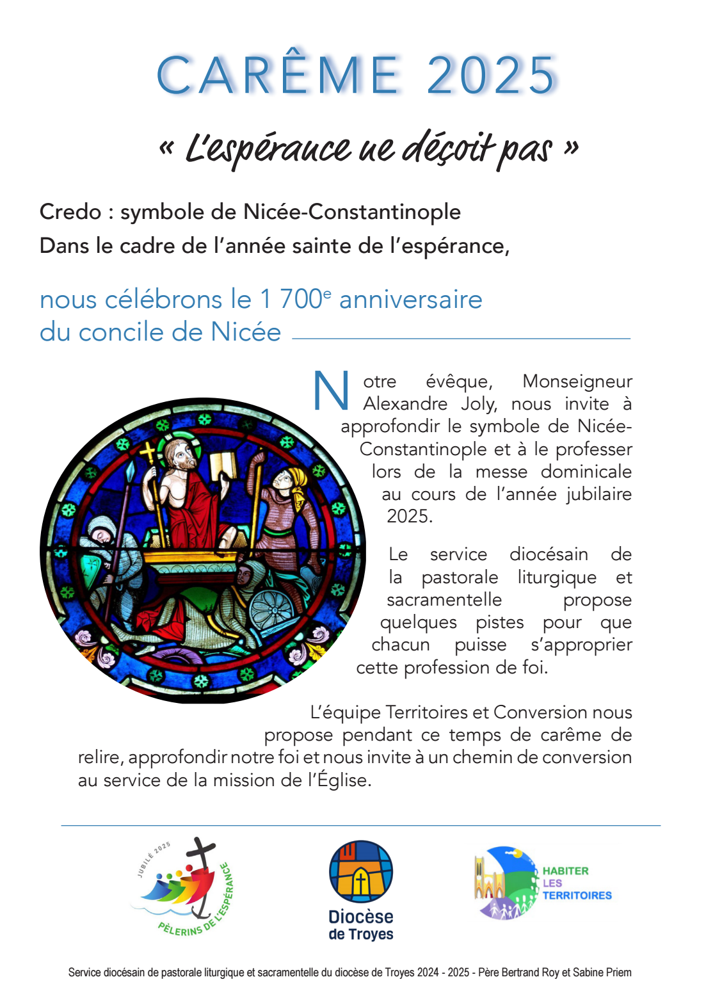 CARÊME 2025
« L'espérance ne déçoit pas »
Credo : symbole de Nicée-Constantinople
Dans le cadre de l'année sainte de l'espérance,
nous célébrons le 1 700e anniversaire
du concile de Nicée
Notre évêque, Monseigneur
Alexandre Joly, nous invite à
approfondir le symbole de Nicée-
Constantinople et à le professer
lors de la messe dominicale
au cours de l'année jubilaire
2025.
Le service diocésain de
la pastorale liturgique et
sacramentelle propose
quelques pistes pour que
chacun puisse s'approprier
cette profession de foi.
L'équipe Territoires et Conversion nous
propose pendant ce temps de carême de
relire, approfondir notre foi et nous invite à un chemin de conversion
au service de la mission de l'Église.
JUBILÉ 2025
PÈLERINS DE L'ESPÉRANCE
Diocèse
de Troyes
HABITER
LES
TERRITOIRES
Service diocésain de pastorale liturgique et sacramentelle du diocèse de Troyes 2024 - 2025 - Père Bertrand Roy et Sabine Priem